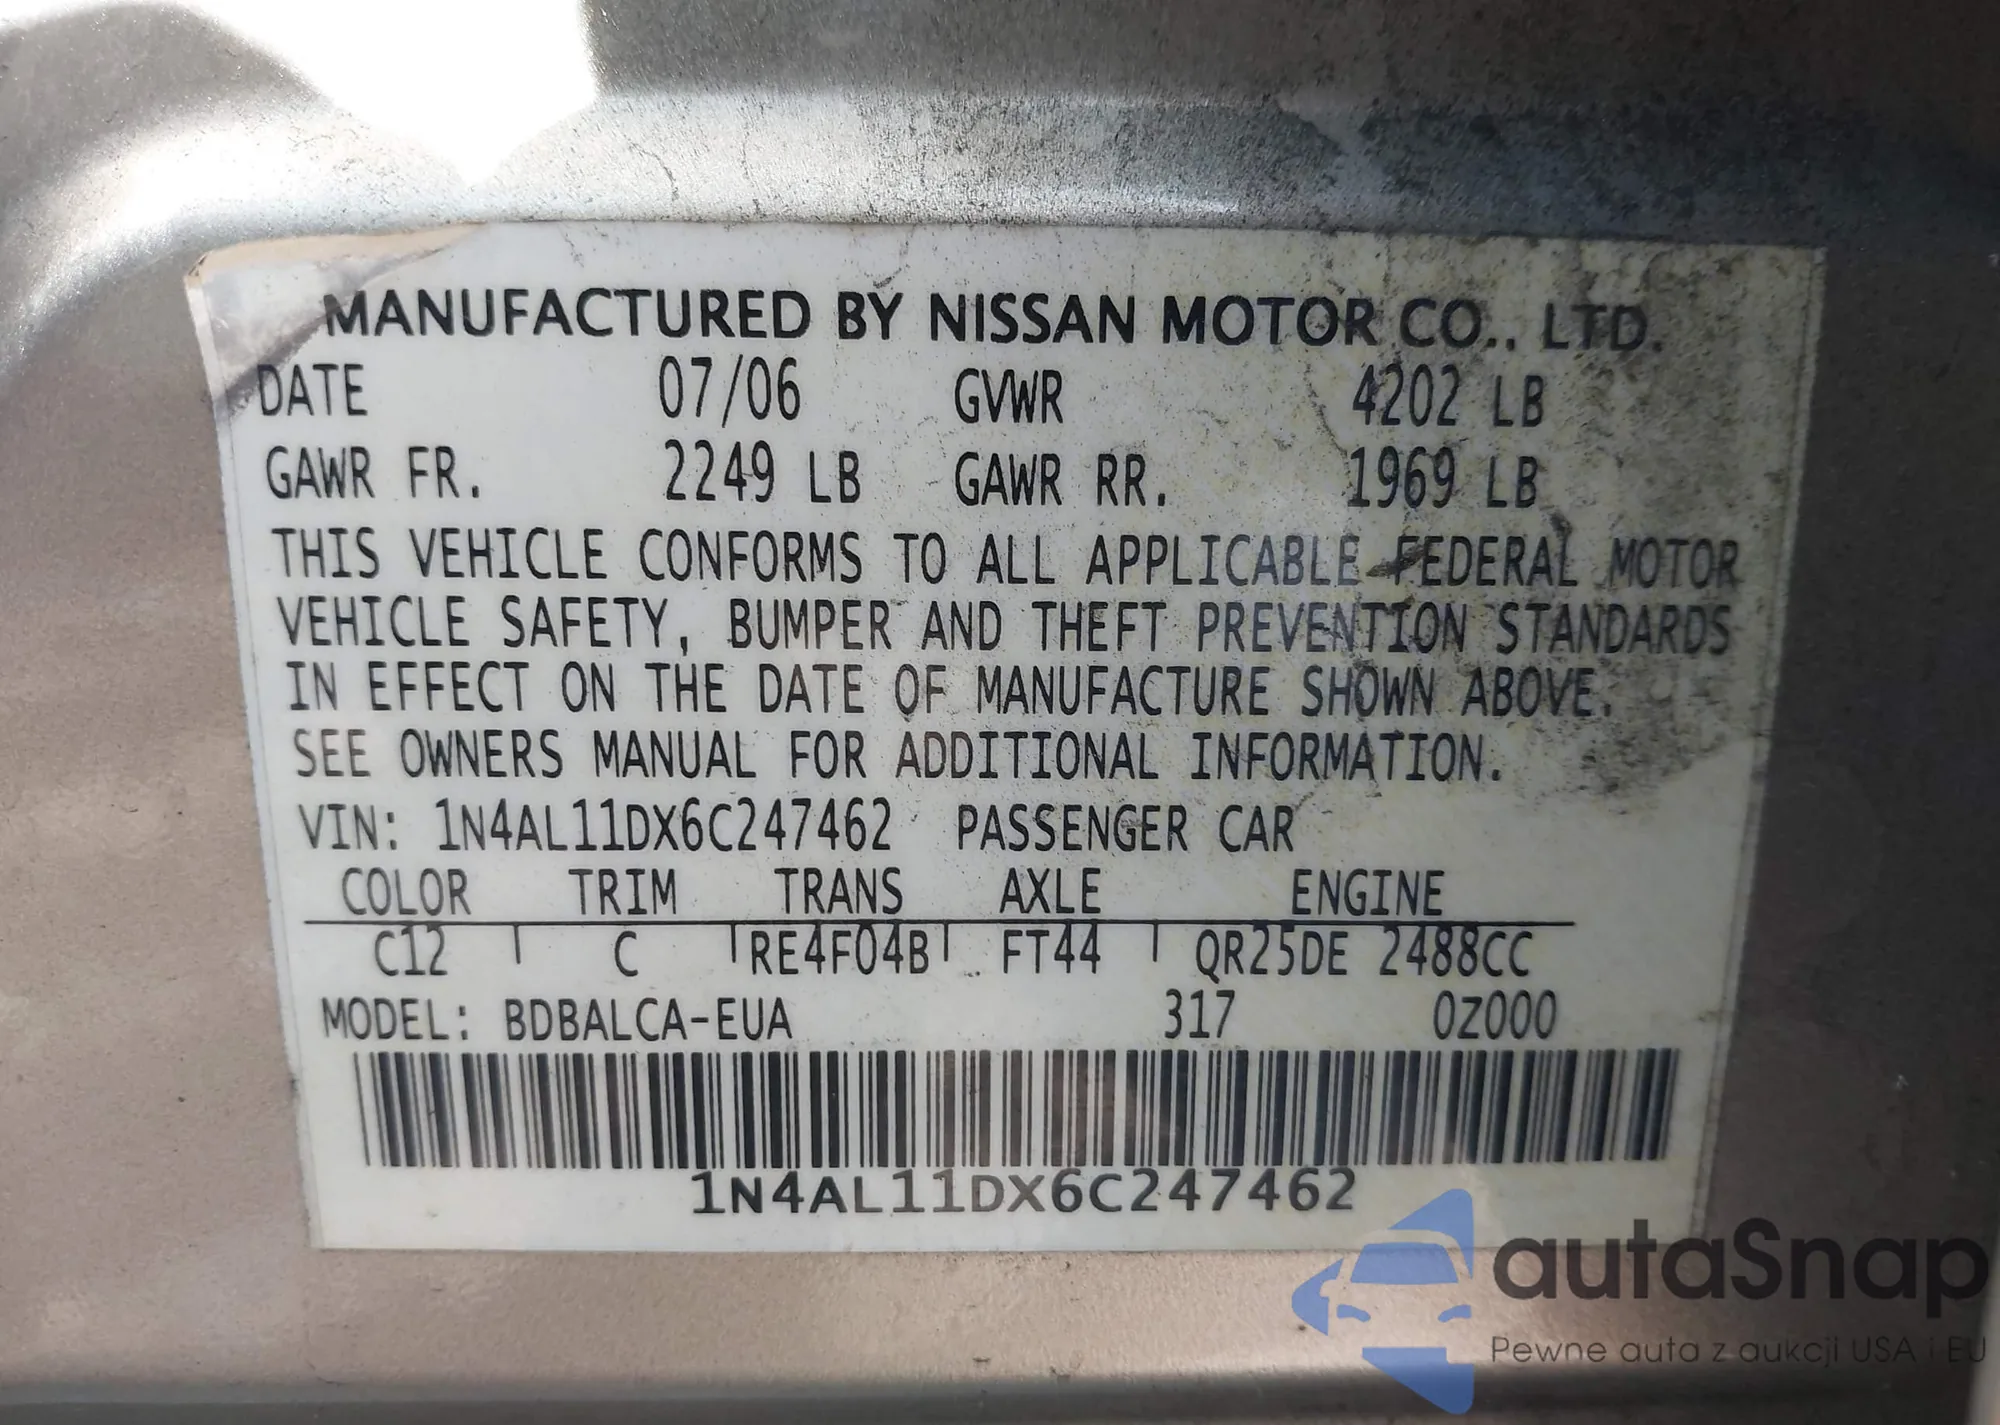 MANUFACTURED BY NISSAN MOTOR CO., LTD.
DATE 07/06 GVWR 4202 LB
GAWR FR. 2249 LB GAWR RR. 1969 LB
THIS VEHICLE CONFORMS TO ALL APPLICABLE FEDERAL MOTOR
VEHICLE SAFETY, BUMPER AND THEFT PREVENTION STANDARDS
IN EFFECT ON THE DATE OF MANUFACTURE SHOWN ABOVE.
SEE OWNERS MANUAL FOR ADDITIONAL INFORMATION.
VIN: 1N4AL11DX6C247462 PASSENGER CAR
COLOR TRIM TRANS AXLE ENGINE
C12 C RE4F04B FT44 QR25DE 2488CC
MODEL: BDBALCA-EUA 317 0Z000
1N4AL11DX6C247462
autaSnap
Pewne auta z aukcji USA i EU